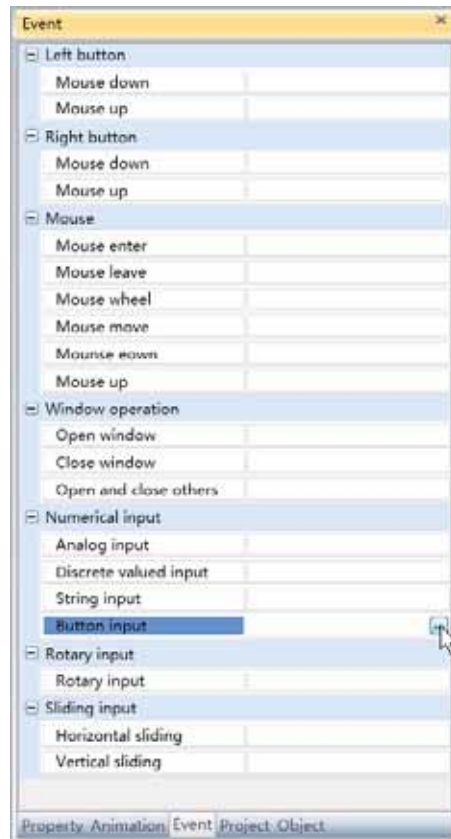 Event
Left button
Mouse down
Mouse up
Right button
Mouse down
Mouse up
Mouse
Mouse enter
Mouse leave
Mouse wheel
Mouse move
Mounse eown
Mouse up
Window operation
Open window
Close window
Open and close others
Numerical input
Analog input
Discrete valued input
String input
Button input
Rotary input
Rotary input
Sliding input
Horizontal sliding
Vertical sliding
Property Animation Event Project Object